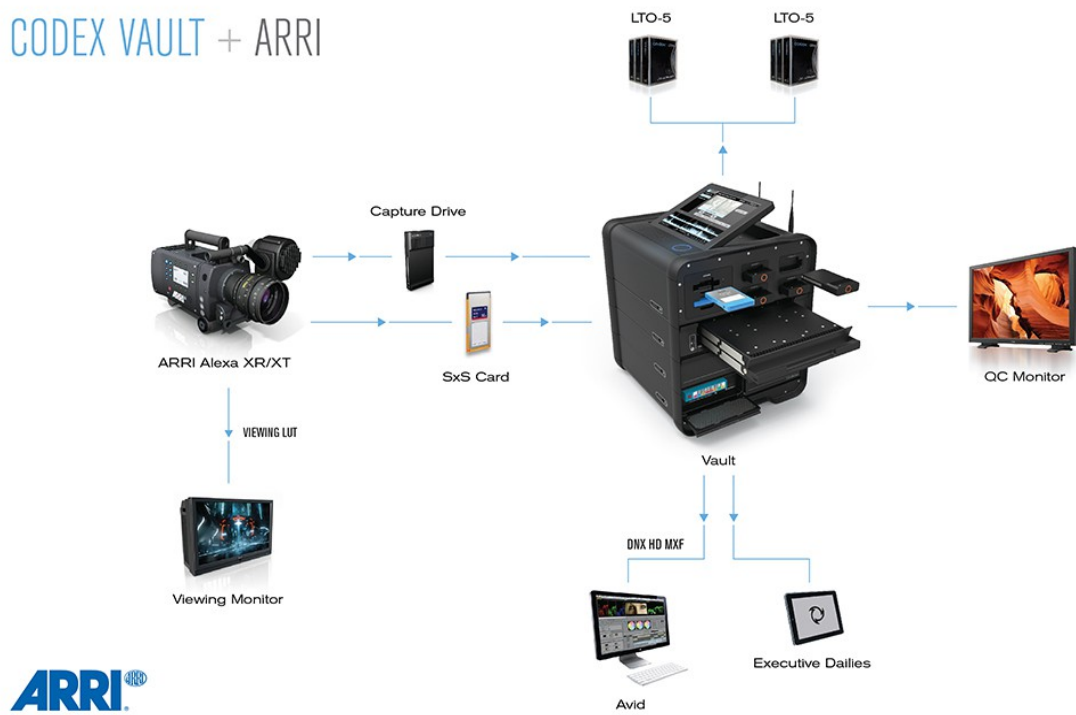 CODEX VAULT + ARRI
LTO-5
LTO-5
Capture Drive
ARRI Alexa XR/XT
SxS Card
QC Monitor
VIEWING LUT
Vault
DNX HD MXF
Viewing Monitor
Executive Dailies
Avid
ARRI
ARRI